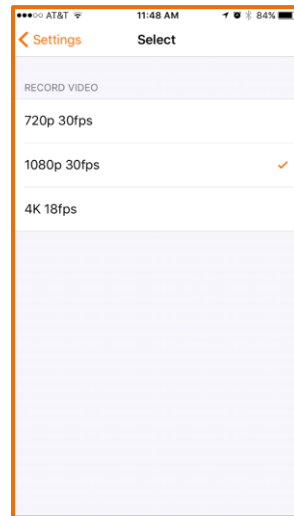 AT&T 11:48 AM 84%
Settings Select
RECORD VIDEO
720p 30fps
1080p 30fps
4K 18fps